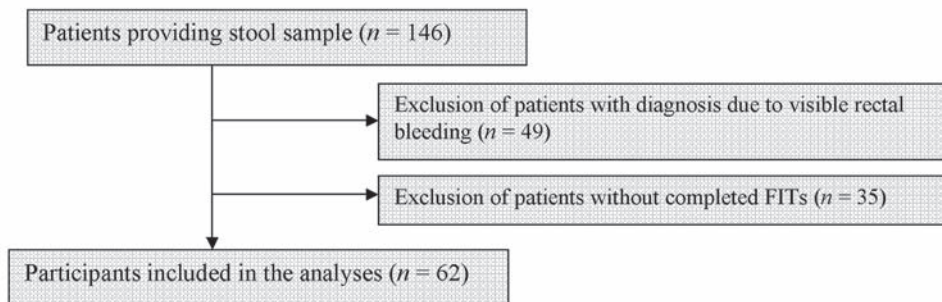 Patients providing stool sample (n = 146)
Exclusion of patients with diagnosis due to visible rectal
bleeding (n = 49)
Exclusion of patients without completed FITs (n = 35)
Participants included in the analyses (n = 62)